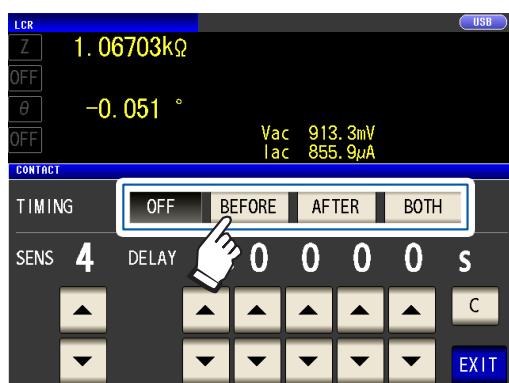 LCR USB
Z 1.06703kΩ
OFF
θ -0.051 °
OFF
Vac 913.3mV
Iac 855.9μA
CONTACT
TIMING OFF BEFORE AFTER BOTH
SENS 4 DELAY 0 0 0 0 s
C
EXIT